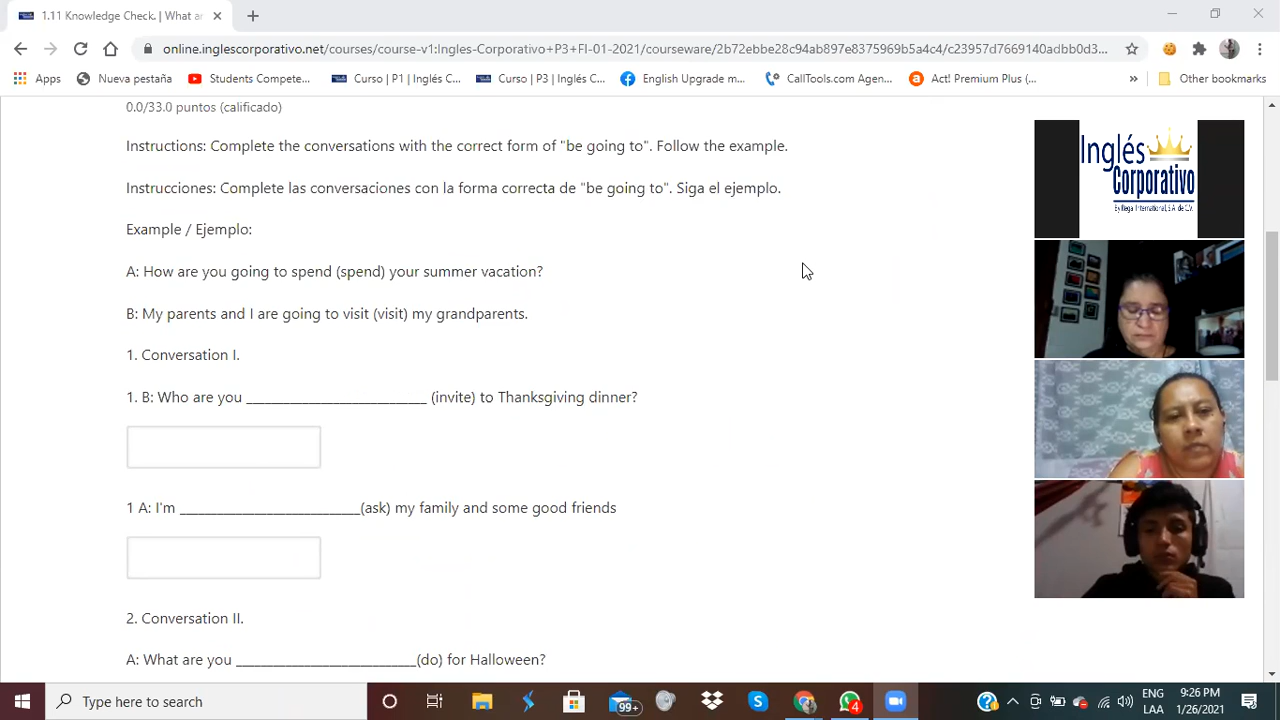 1.11 Knowledge Check. | What ar
online.inglescorporativo.net/courses/course-v1:Ingles-Corporativo+P3+FI-01-2021/courseware/2b72ebbe28c94ab897e8375969b5a4c4/c23957d7669140adbb0d3...
Apps Nueva pestaña Students Compete... Curso | P1 | Inglés C... Curso | P3 | Inglés C... English Upgrade m... CallTools.com Agen... Act! Premium Plus (... » Other bookmarks
0.0/33.0 puntos (calificado)
Instructions: Complete the conversations with the correct form of "be going to". Follow the example.
Instrucciones: Complete las conversaciones con la forma correcta de "be going to". Siga el ejemplo.
Example / Ejemplo:
A: How are you going to spend (spend) your summer vacation?
B: My parents and I are going to visit (visit) my grandparents.
1. Conversation I.
1. B: Who are you __________________________ (invite) to Thanksgiving dinner?
1 A: I'm __________________________(ask) my family and some good friends
2. Conversation II.
A: What are you __________________________(do) for Halloween?
Inglés
Corporativo
Type here to search
99+
4
ENG
LAA
9:26 PM
1/26/2021